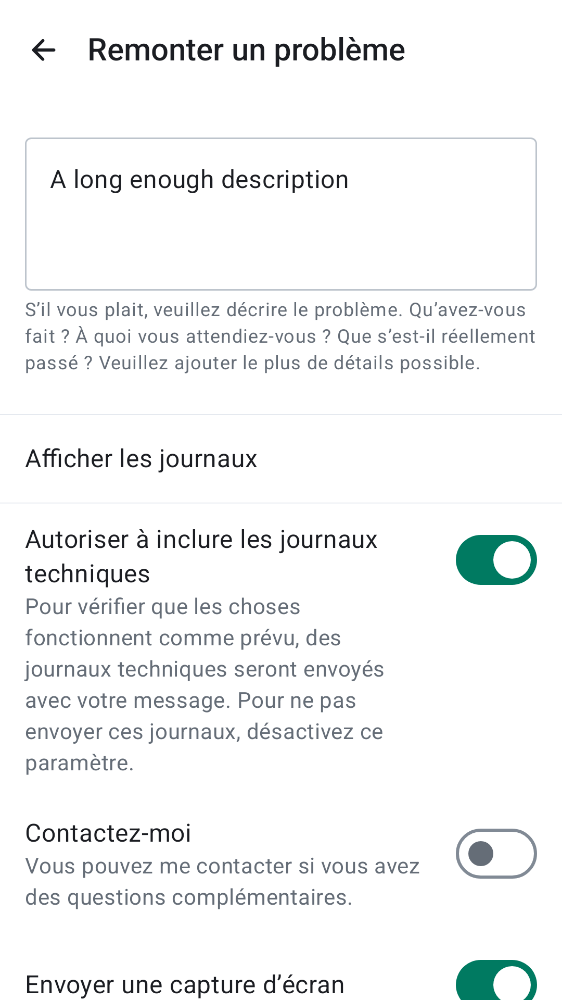 Remonter un problème
A long enough description
S’il vous plait, veuillez décrire le problème. Qu’avez-vous
fait ? À quoi vous attendiez-vous ? Que s’est-il réellement
passé ? Veuillez ajouter le plus de détails possible.
Afficher les journaux
Autoriser à inclure les journaux
techniques
Pour vérifier que les choses
fonctionnent comme prévu, des
journaux techniques seront envoyés
avec votre message. Pour ne pas
envoyer ces journaux, désactivez ce
paramètre.
Contactez-moi
Vous pouvez me contacter si vous avez
des questions complémentaires.
Envoyer une capture d’écran